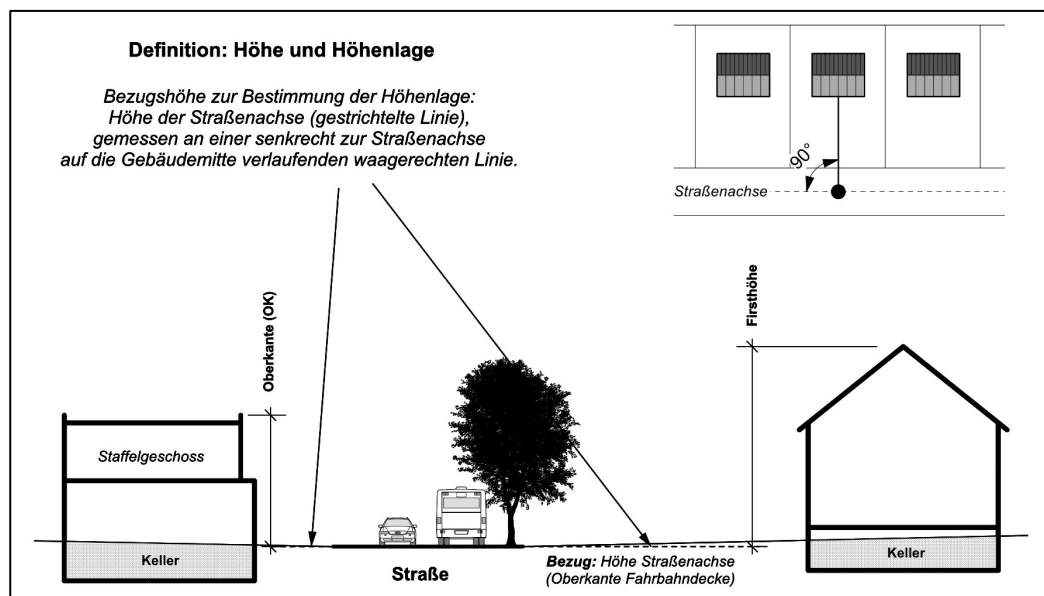 Definition: Höhe und Höhenlage
Bezugshöhe zur Bestimmung der Höhenlage:
Höhe der Straßenachse (gestrichtelte Linie),
gemessen an einer senkrecht zur Straßenachse
auf die Gebäudemitte verlaufenden waagerechten Linie.
90°
Straßenachse
Oberkante (OK)
Firsthöhe
Staffelgeschoss
Keller
Straße
Bezug: Höhe Straßenachse
(Oberkante Fahrbahndecke)
Keller